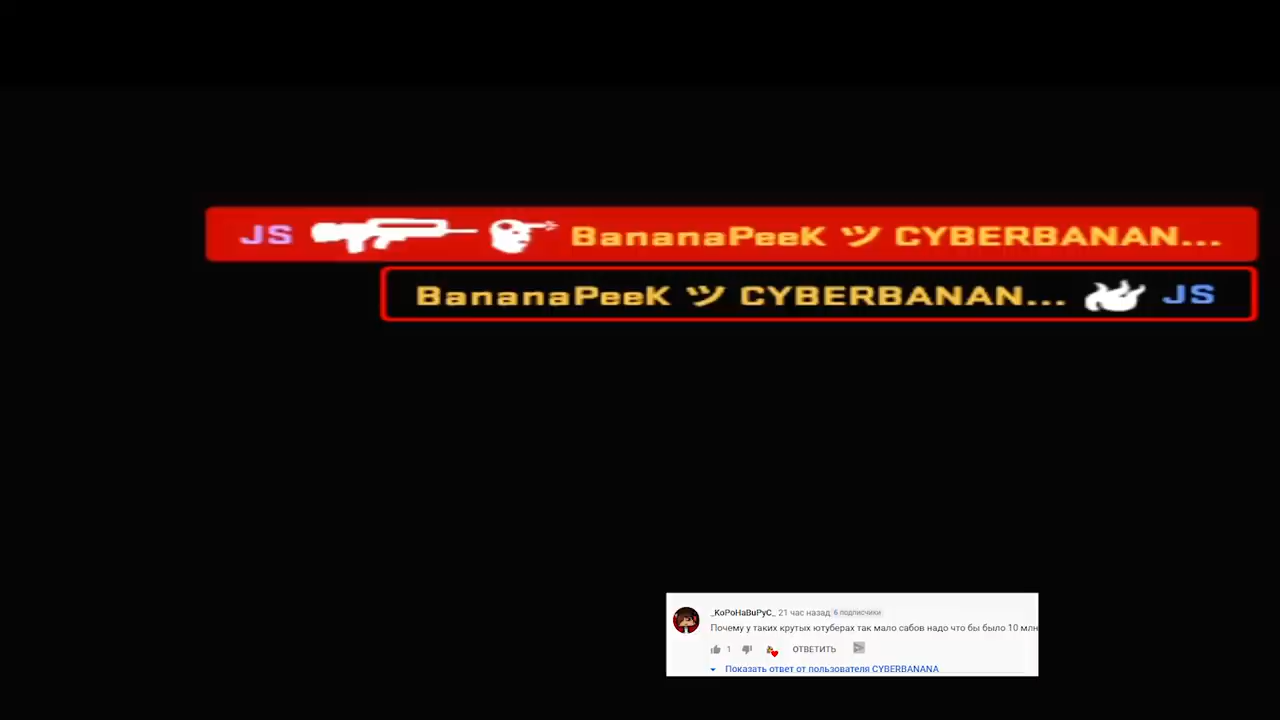 JS BananaPeeK ツ CYBERBANAN...
BananaPeeK ツ CYBERBANAN... JS
_KoPoHaBuPyC_ 21 час назад 6 подписчики
Почему у таких крутых ютуберах так мало сабов надо что бы было 10 млн
1 ОТВЕТИТЬ
Показать ответ от пользователя CYBERBANANA